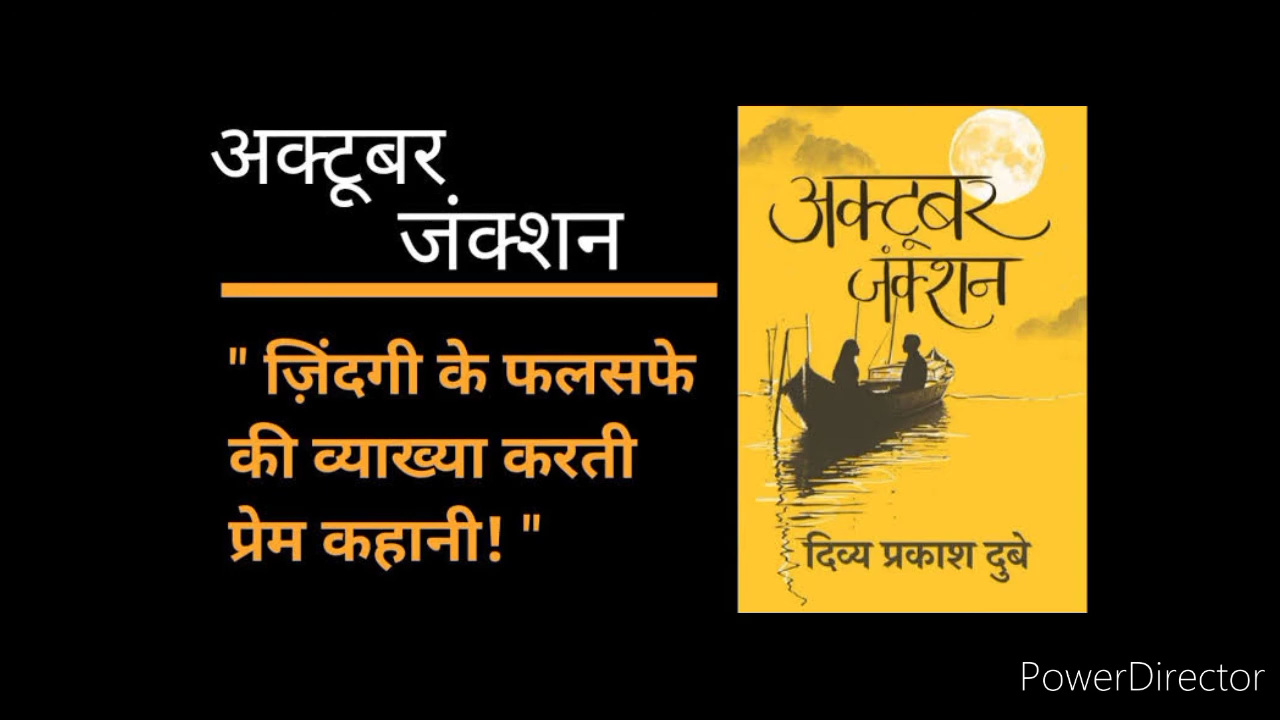 अक्टूबर
जंक्शन
" ज़िंदगी के फलसफे
की व्याख्या करती
प्रेम कहानी! "
अक्टूबर
जंक्शन
दिव्य प्रकाश दुबे
PowerDirector